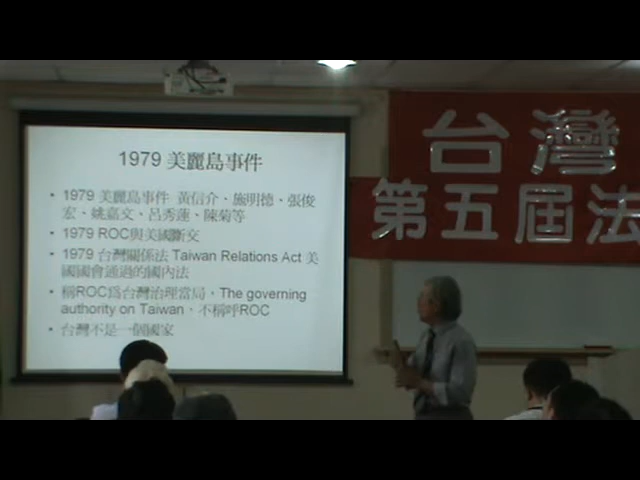 1979 美麗島事件
• 1979 美麗島事件 黃信介、施明德、張俊
宏、姚嘉文、呂秀蓮、陳菊等
• 1979 ROC與美國斷交
• 1979 台灣關係法 Taiwan Relations Act 美
國國會通過的國內法
• 稱ROC為台灣治理當局，The governing
authority on Taiwan，不稱呼ROC
• 台灣不是一個國家
台灣
第五屆法